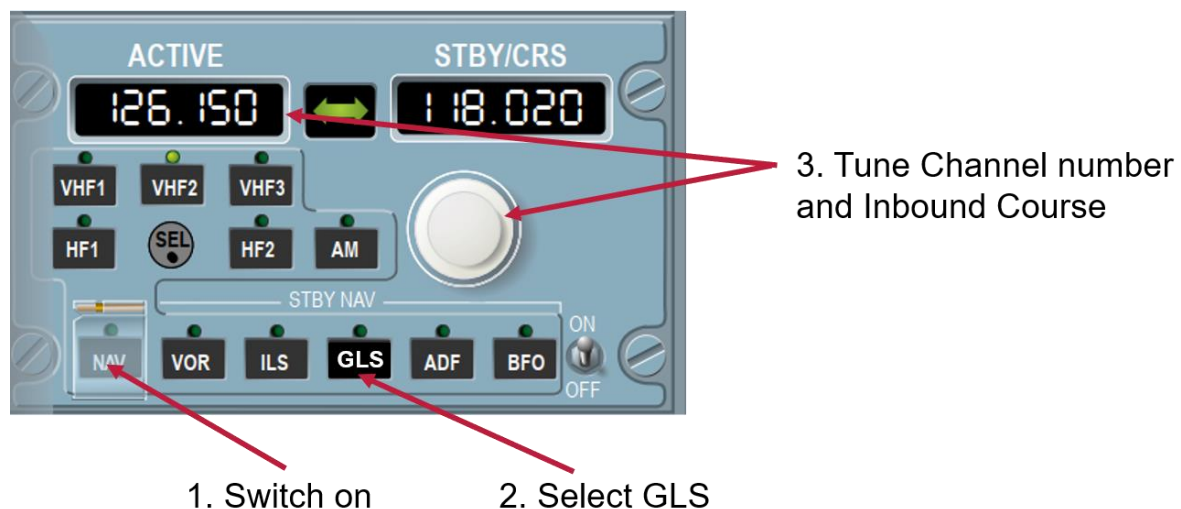 ACTIVE STBY/CRS
126.150 118.020
VHF1 VHF2 VHF3
3. Tune Channel number
and Inbound Course
HF1 SEL HF2 AM
STBY NAV
ON
NAV VOR ILS GLS ADF BFO
OFF
1. Switch on 2. Select GLS